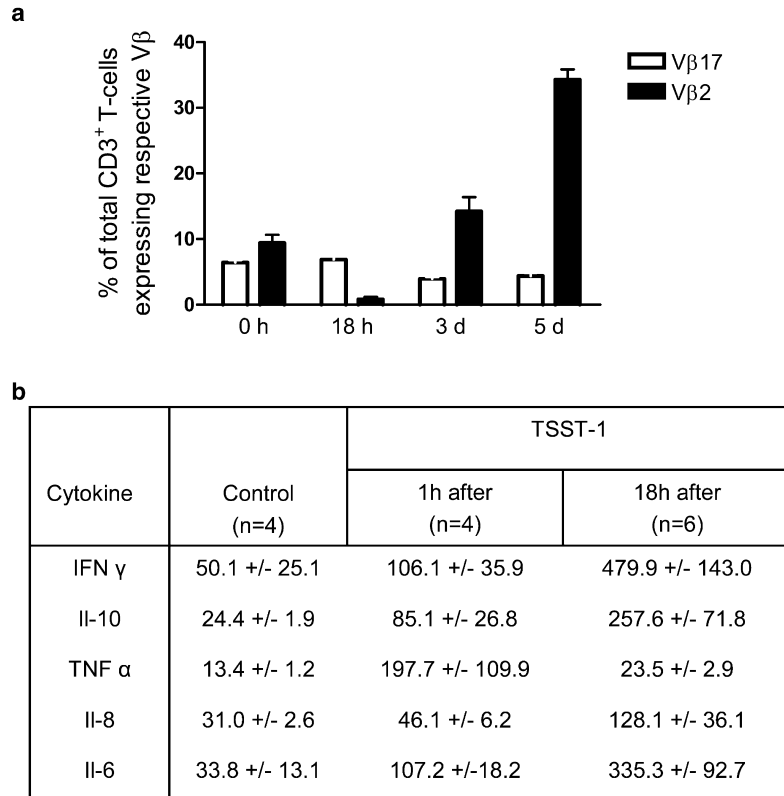 a
% of total CD3+ T-cells
expressing respective Vβ
40
30
20
10
0
0 h 18 h 3 d 5 d
Vβ17
Vβ2
b
TSST-1
Cytokine Control 1h after 18h after
(n=4) (n=4) (n=6)
IFN γ 50.1 +/- 25.1 106.1 +/- 35.9 479.9 +/- 143.0
Il-10 24.4 +/- 1.9 85.1 +/- 26.8 257.6 +/- 71.8
TNF α 13.4 +/- 1.2 197.7 +/- 109.9 23.5 +/- 2.9
Il-8 31.0 +/- 2.6 46.1 +/- 6.2 128.1 +/- 36.1
Il-6 33.8 +/- 13.1 107.2 +/-18.2 335.3 +/- 92.7